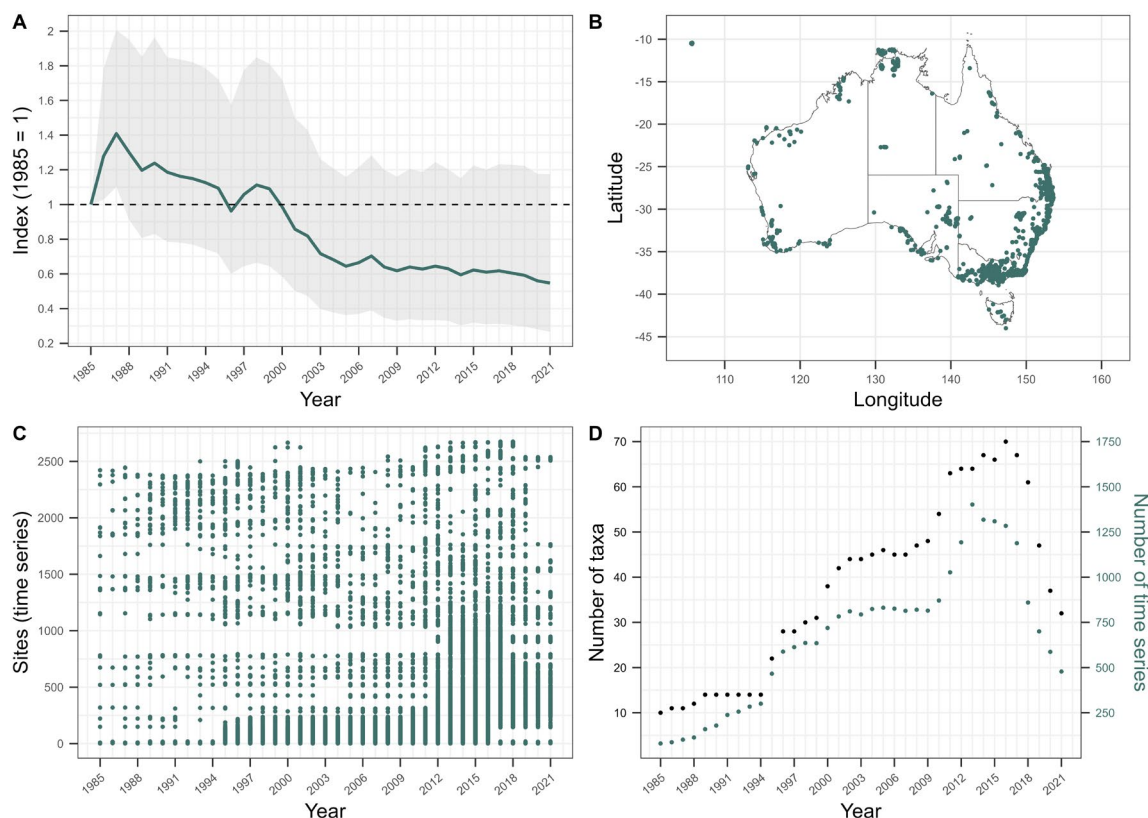 A
Index (1985 = 1)
2
1.8
1.6
1.4
1.2
1
0.8
0.6
0.4
0.2
1985 1988 1991 1994 1997 2000 2003 2006 2009 2012 2015 2018 2021
Year
B
Latitude
-10
-15
-20
-25
-30
-35
-40
-45
110 120 130 140 150 160
Longitude
C
Sites (time series)
2500
2000
1500
1000
500
0
1985 1988 1991 1994 1997 2000 2003 2006 2009 2012 2015 2018 2021
Year
D
Number of taxa
70
60
50
40
30
20
10
1985 1988 1991 1994 1997 2000 2003 2006 2009 2012 2015 2018 2021
Year
1750
1500
1250
1000
750
500
250
Number of time series